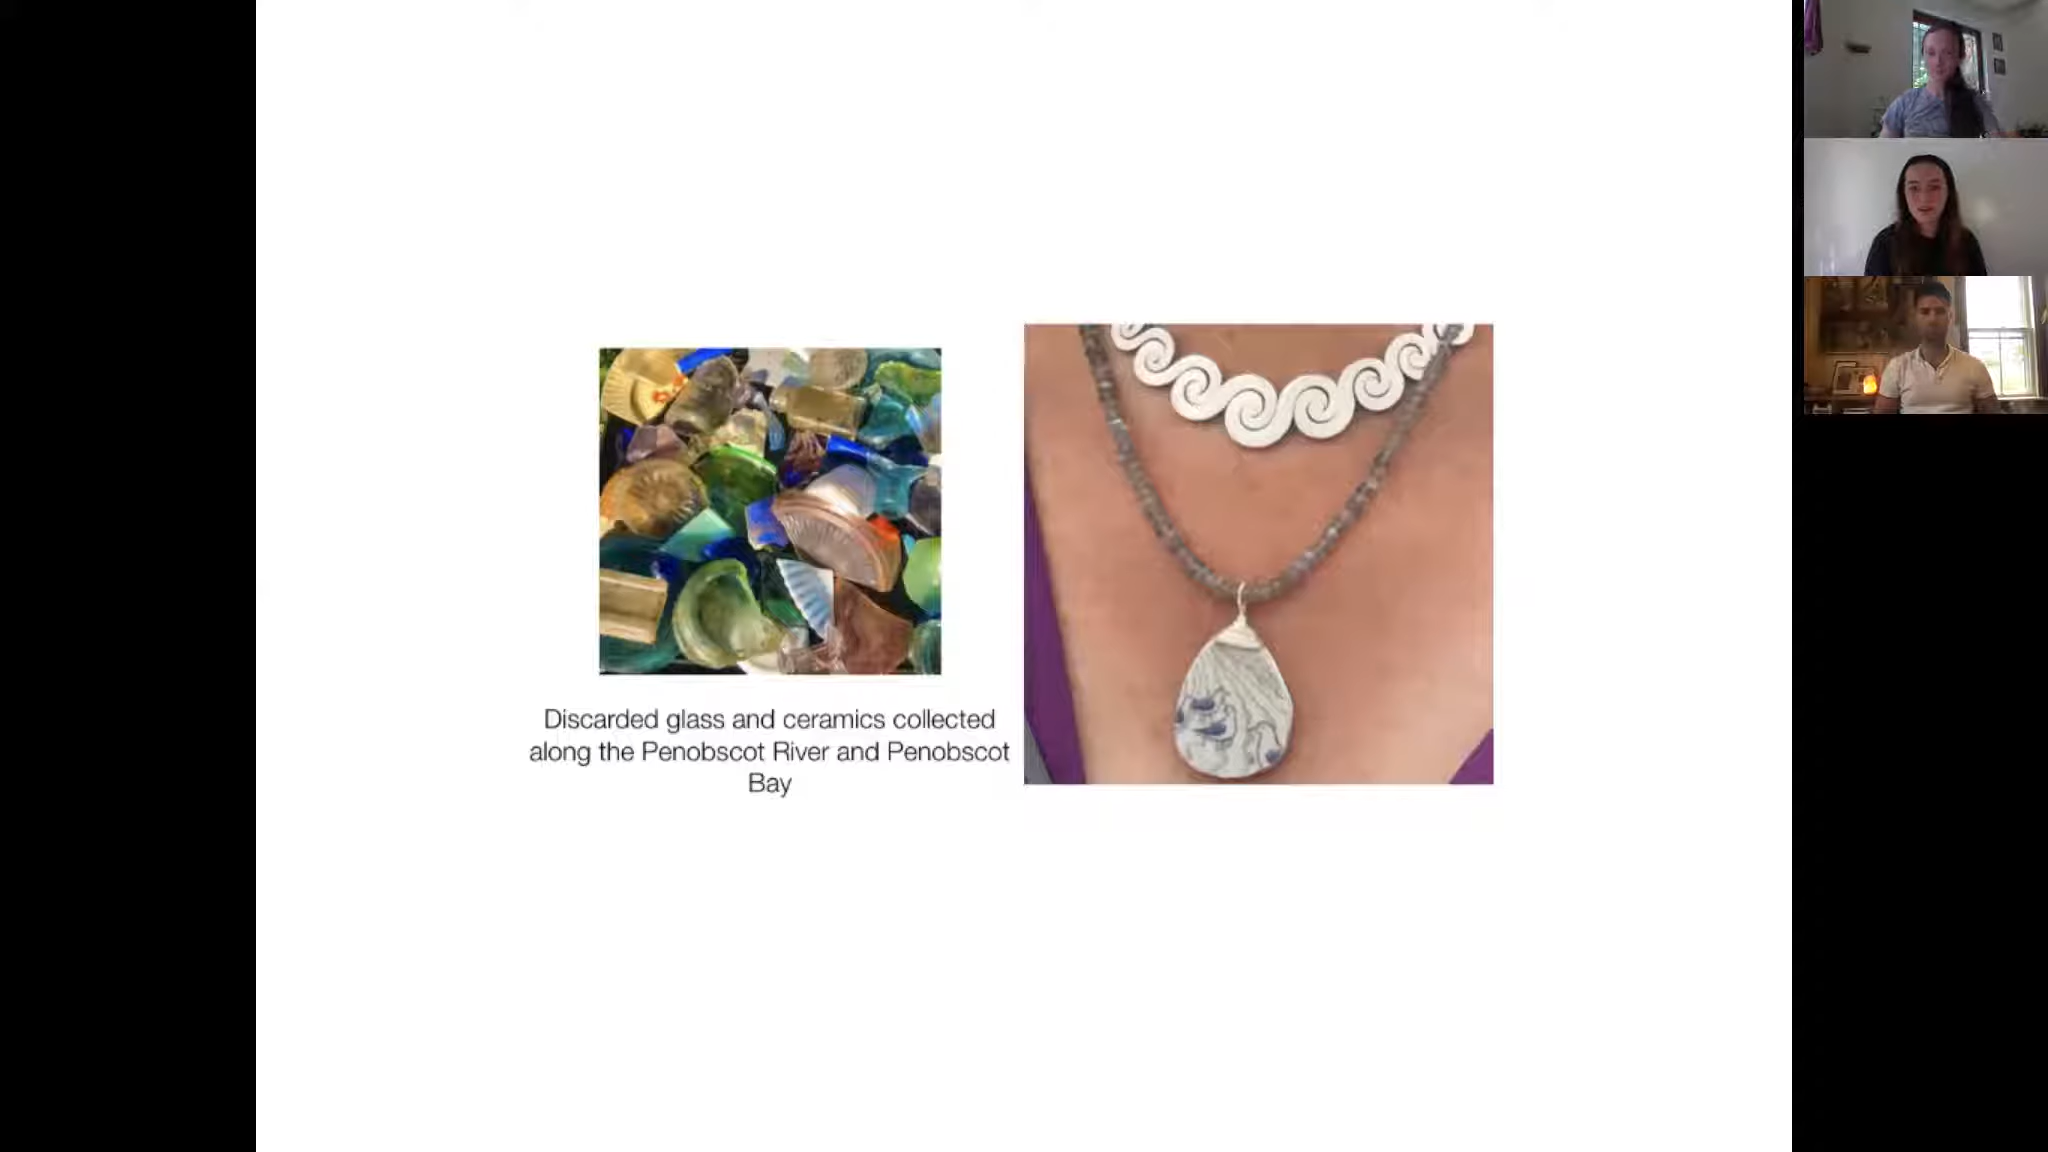 Discarded glass and ceramics collected
along the Penobscot River and Penobscot
Bay